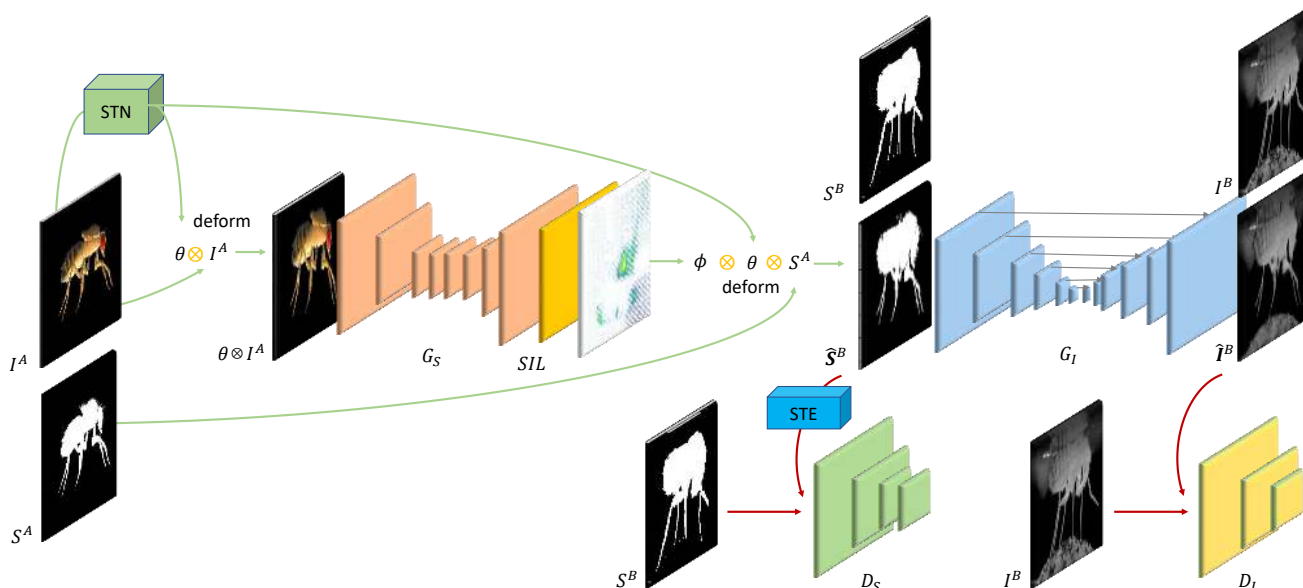 STN
deform
θ ⊗ I^A
I^A
θ ⊗ I^A
G_S
SIL
ϕ ⊗ θ ⊗ S^A
deform
S^B
Ŝ^B
G_I
I^B
Î^B
S^A
STE
S^B
D_S
I^B
D_I